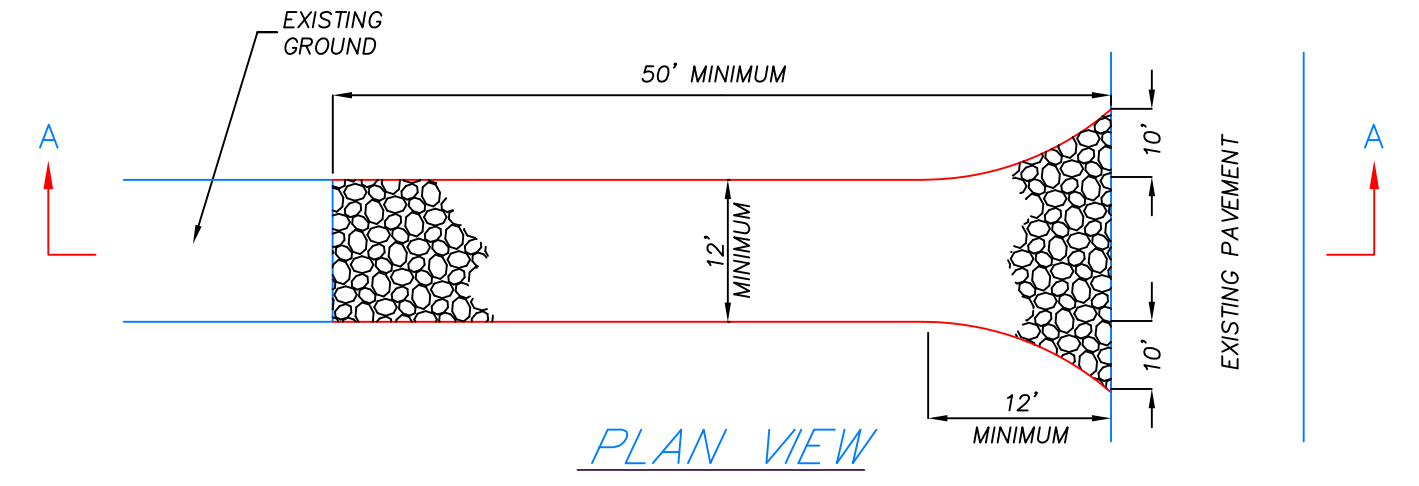 EXISTING
GROUND
50' MINIMUM
A
A
10'
12'
MINIMUM
EXISTING PAVEMENT
10'
12'
MINIMUM
PLAN VIEW